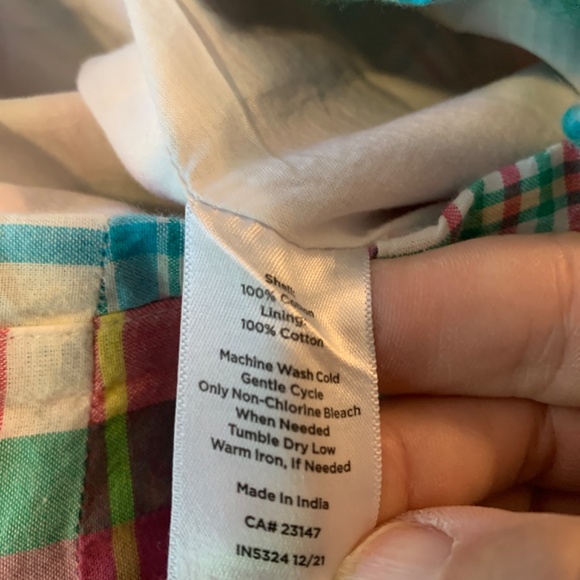 Shell:
100% Cotton
Lining:
100% Cotton
Machine Wash Cold
Gentle Cycle
Only Non-Chlorine Bleach
When Needed
Tumble Dry Low
Warm Iron, If Needed
Made In India
CA# 23147
IN5324 12/21